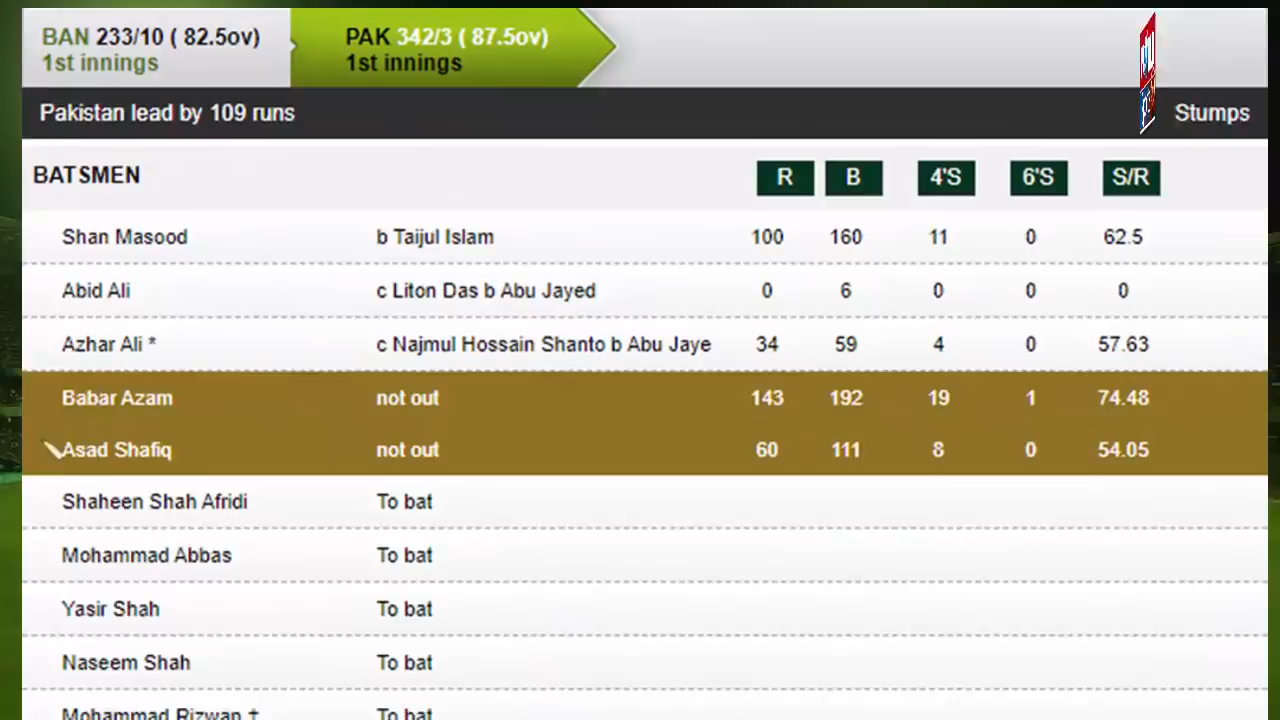 BAN 233/10 ( 82.5ov) PAK 342/3 ( 87.5ov)
1st innings 1st innings
Pakistan lead by 109 runs Stumps
BATSMEN R B 4'S 6'S S/R
Shan Masood b Taijul Islam 100 160 11 0 62.5
Abid Ali c Liton Das b Abu Jayed 0 6 0 0 0
Azhar Ali * c Najmul Hossain Shanto b Abu Jaye 34 59 4 0 57.63
Babar Azam not out 143 192 19 1 74.48
Asad Shafiq not out 60 111 8 0 54.05
Shaheen Shah Afridi To bat
Mohammad Abbas To bat
Yasir Shah To bat
Naseem Shah To bat
Mohammad Rizwan † To bat